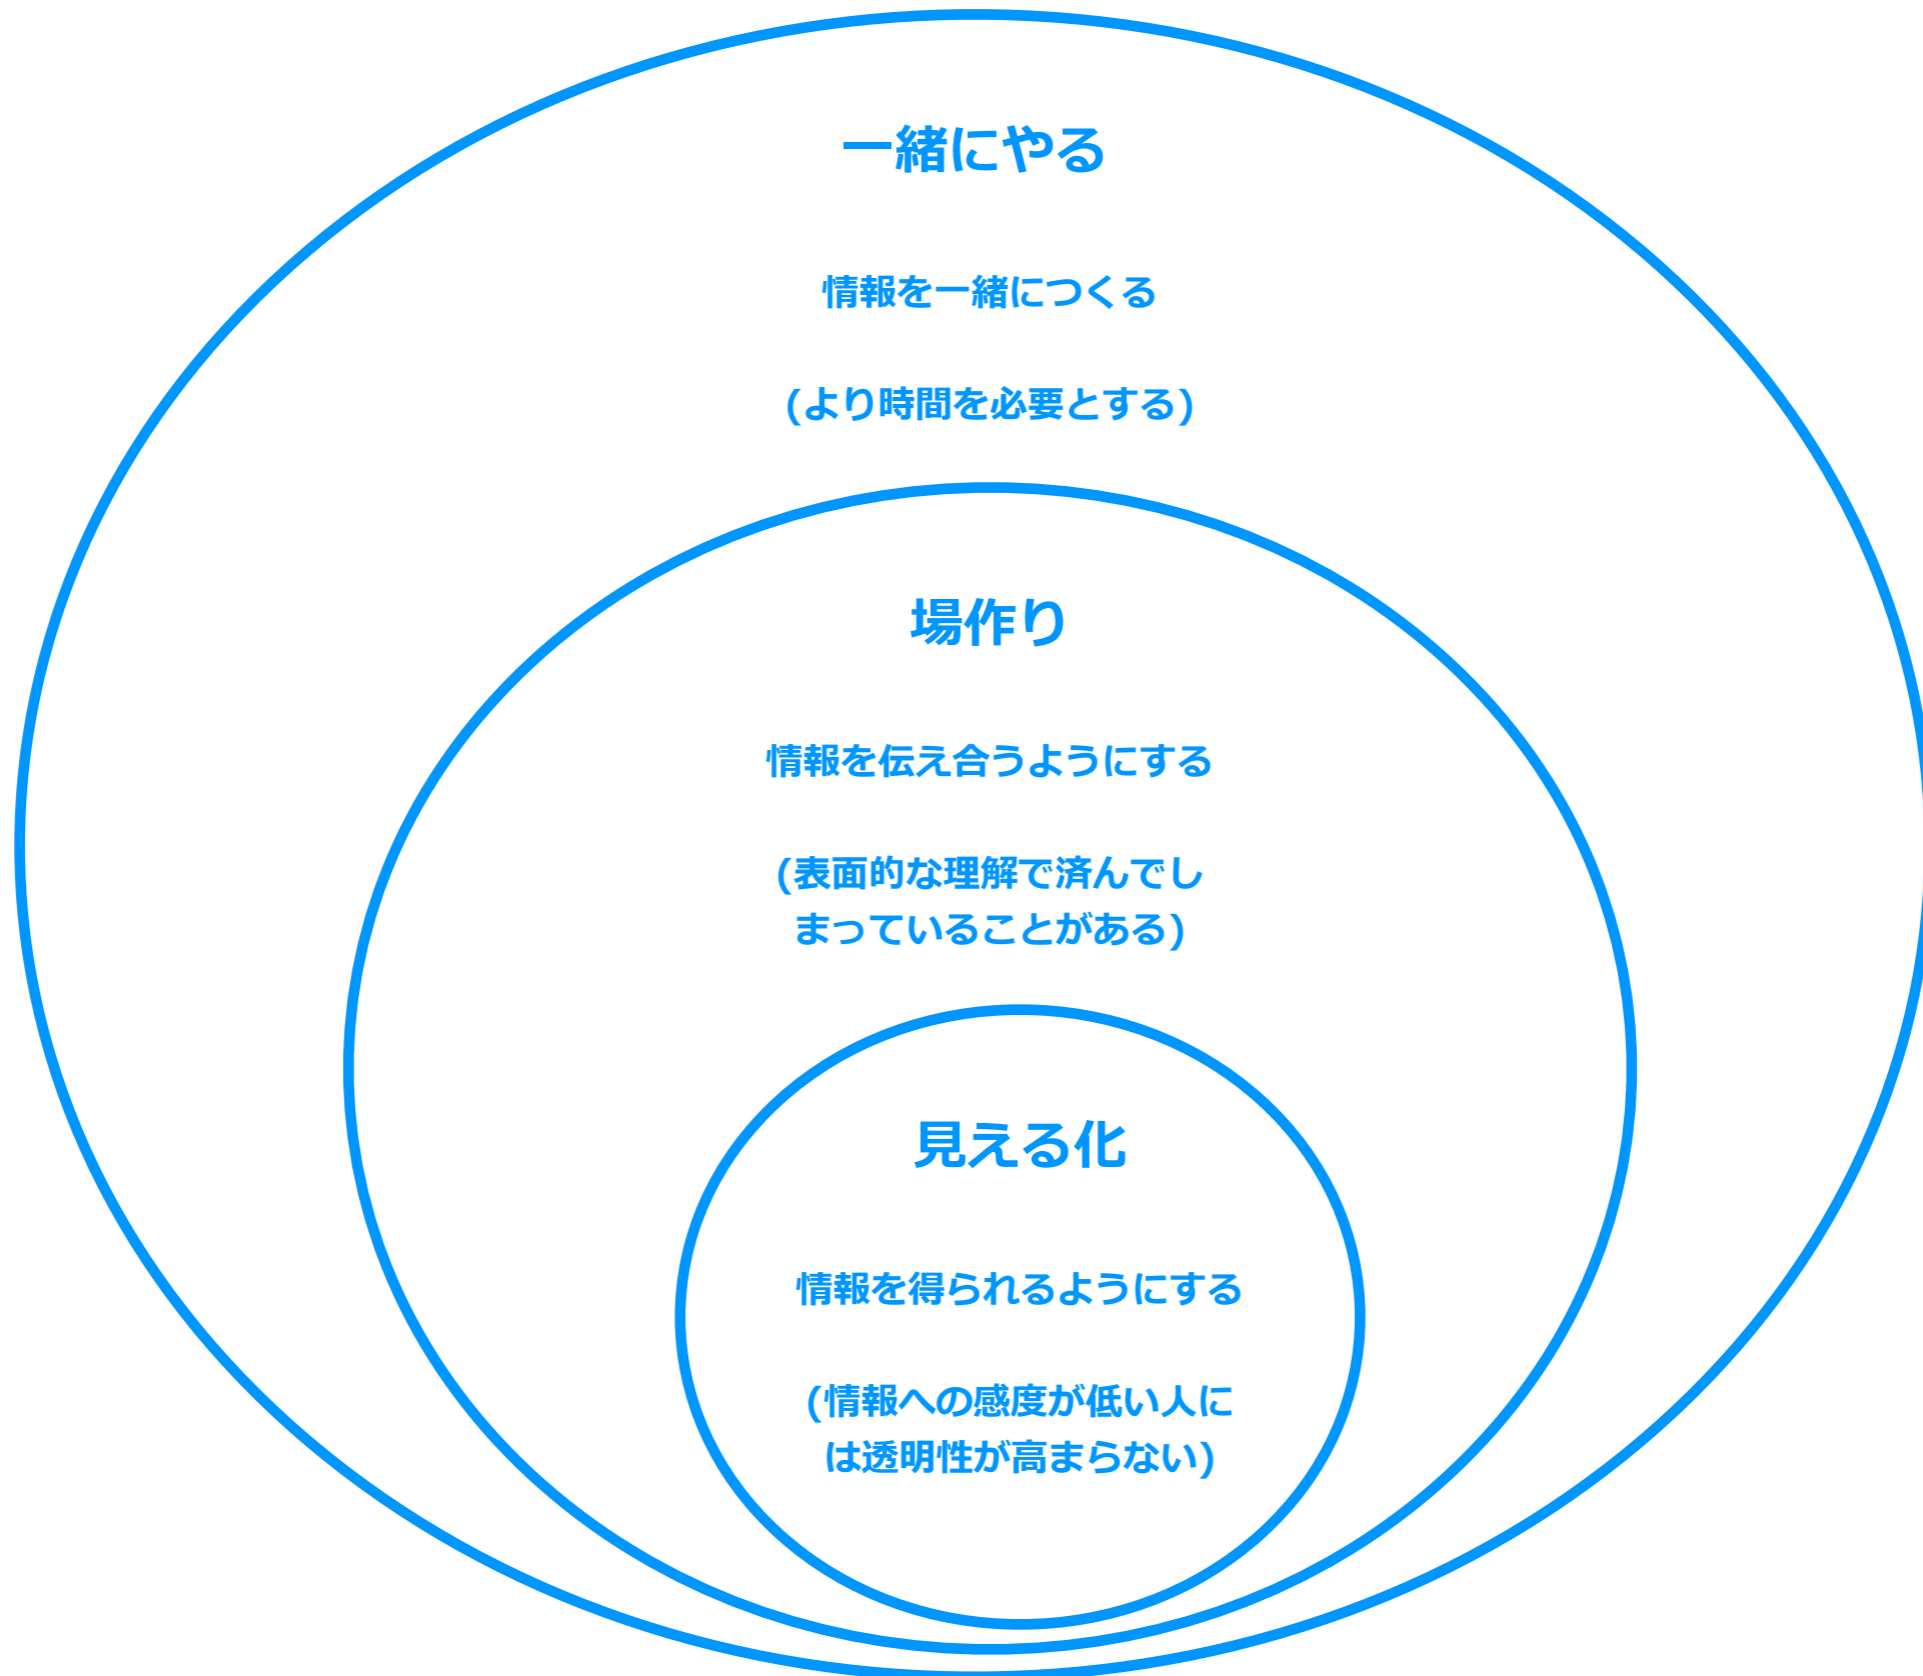 一緒にやる
情報を一緒につくる
(より時間を必要とする)
場作り
情報を伝え合うようにする
(表面的な理解で済んでし
まっていることがある)
見える化
情報を得られるようにする
(情報への感度が低い人に
は透明性が高まらない)